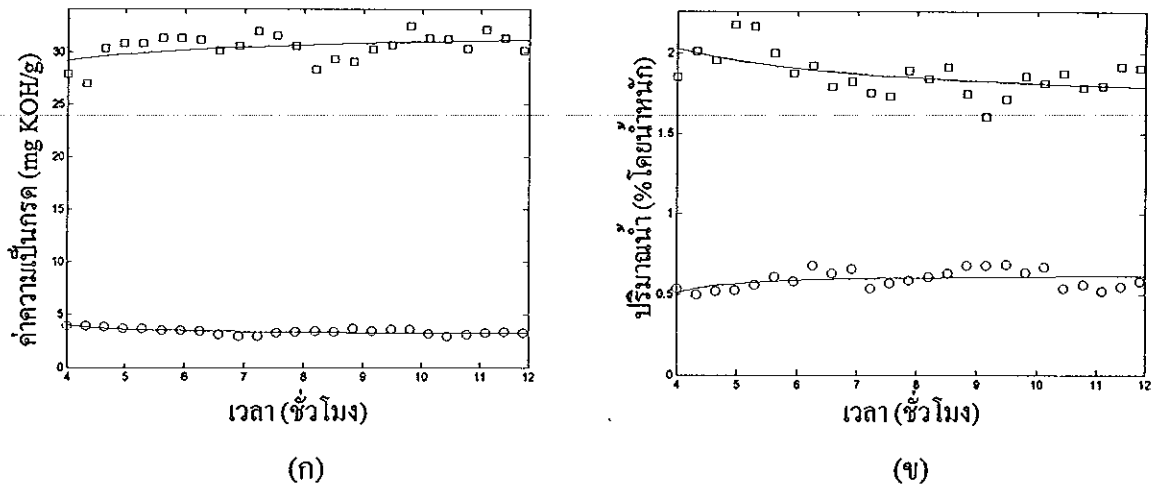 ค่าความเป็นกรด (mg KOH/g)
35
30
25
20
15
10
5
0
4 5 6 7 8 9 10 11 12
เวลา (ชั่วโมง)
(ก)
ปริมาณน้ำ (%โดยน้ำหนัก)
2
1.5
1
0.5
0
4 5 6 7 8 9 10 11 12
เวลา (ชั่วโมง)
(ข)